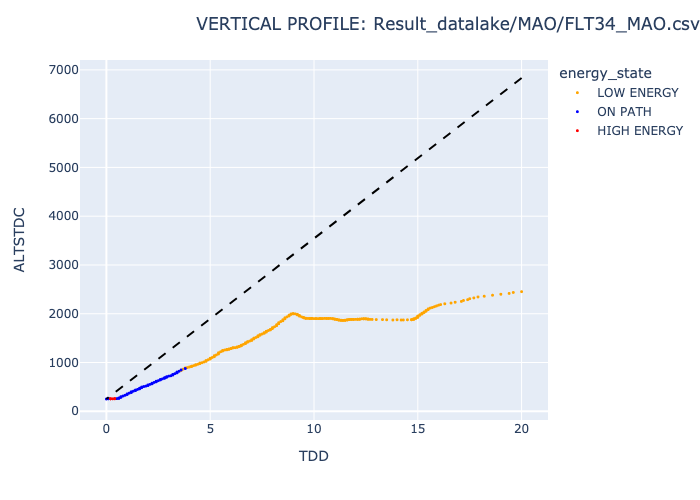 VERTICAL PROFILE: Result_datalake/MAO/FLT34_MAO.csv
energy_state
LOW ENERGY
ON PATH
HIGH ENERGY
ALTSTDC
7000
6000
5000
4000
3000
2000
1000
0
0 5 10 15 20
TDD